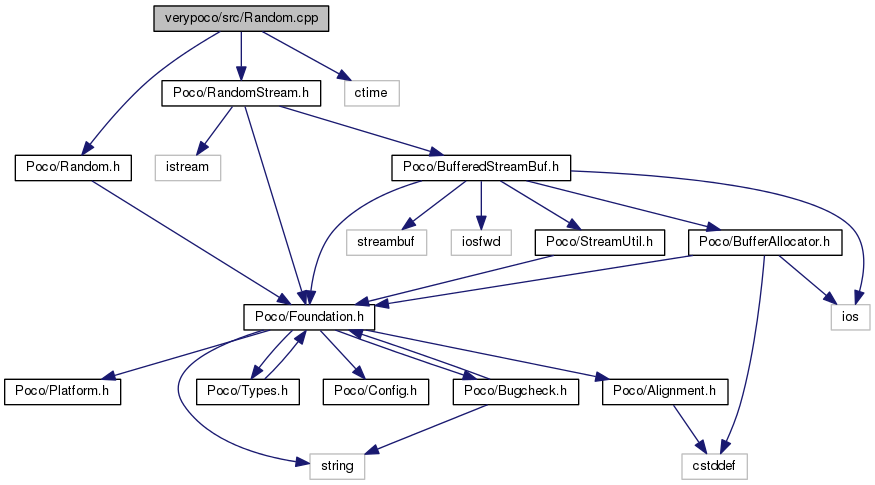 verypoco/src/Random.cpp
Poco/RandomStream.h
ctime
Poco/Random.h
istream
Poco/BufferedStreamBuf.h
streambuf
iosfwd
Poco/StreamUtil.h
Poco/BufferAllocator.h
Poco/Foundation.h
ios
Poco/Platform.h
Poco/Types.h
Poco/Config.h
Poco/Bugcheck.h
Poco/Alignment.h
string
cstddef